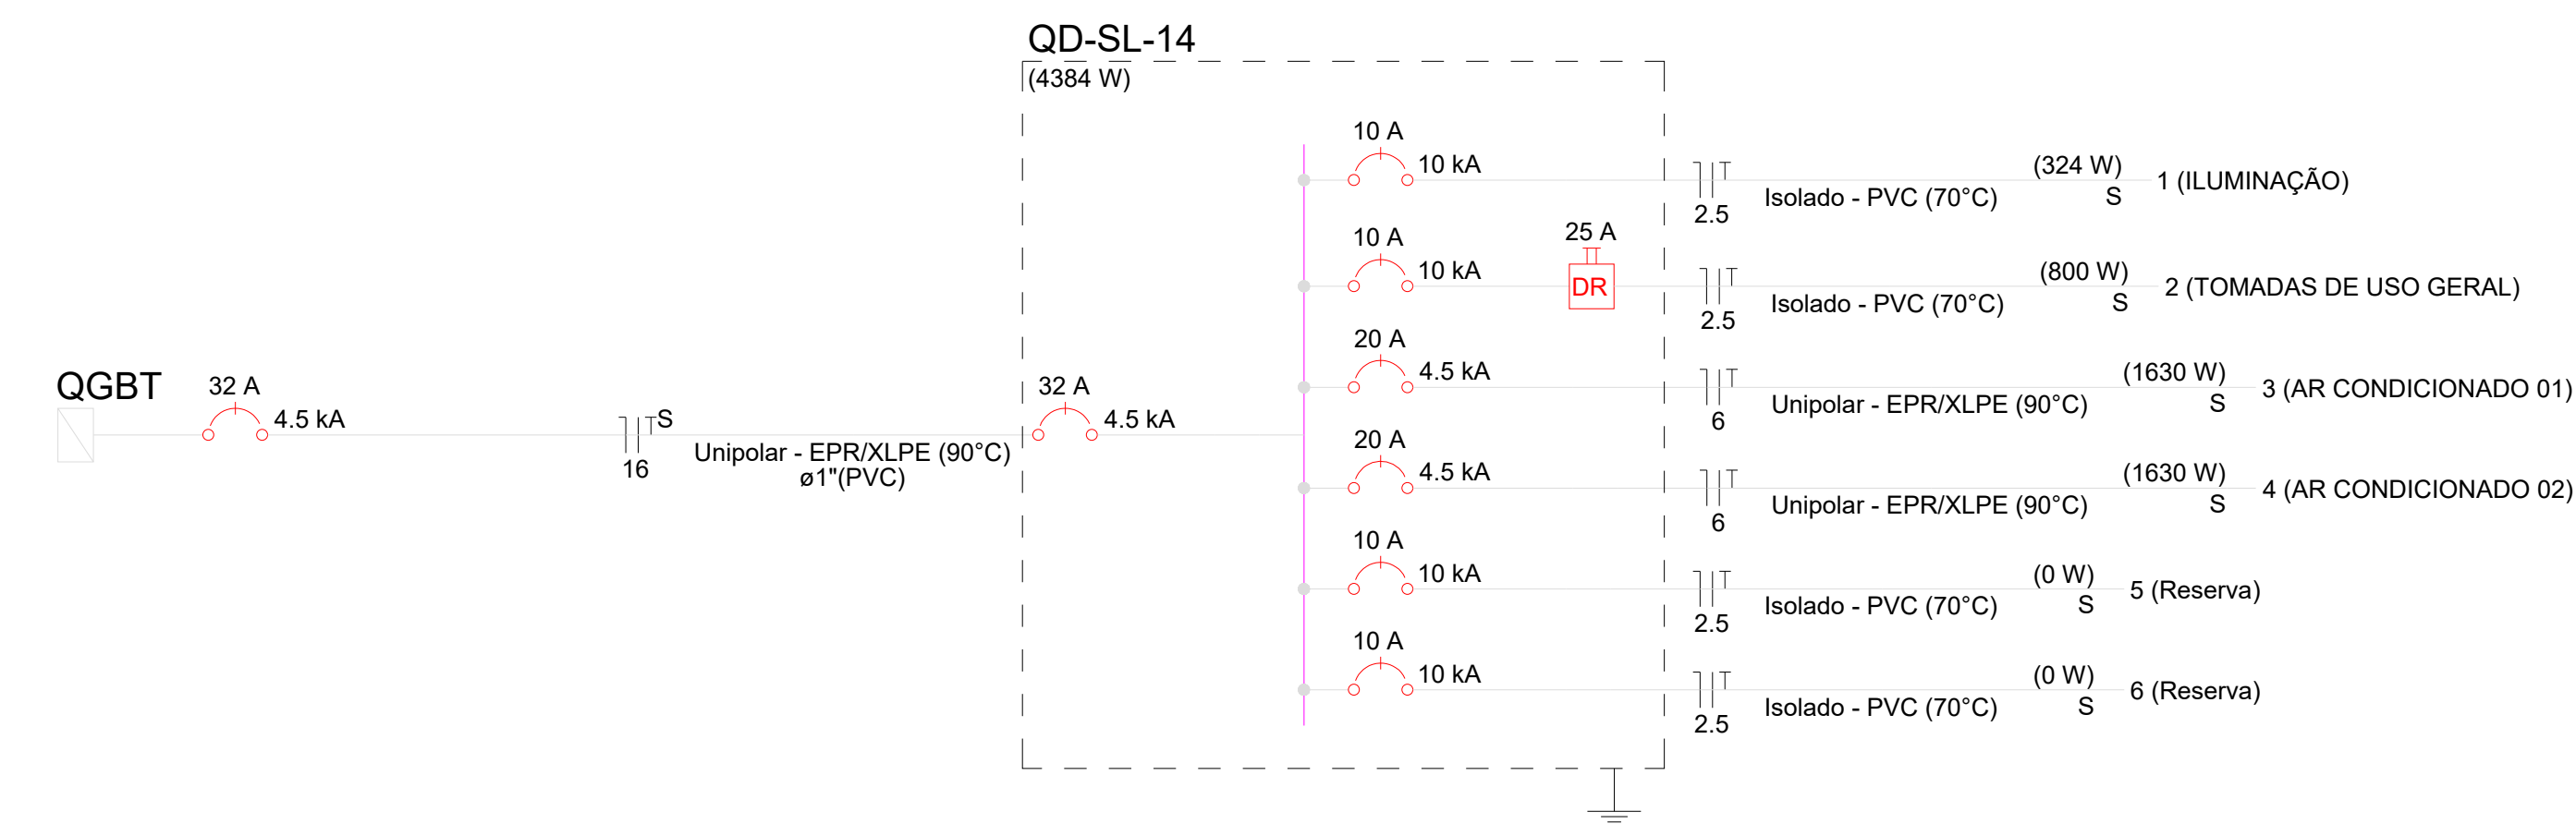 QD-SL-14
(4384 W)
QGBT
32 A
4.5 kA
S
16
Unipolar - EPR/XLPE (90°C)
ø1"(PVC)
32 A
4.5 kA
10 A
10 kA
2.5
Isolado - PVC (70°C)
(324 W)
S
1 (ILUMINAÇÃO)
10 A
10 kA
25 A
DR
2.5
Isolado - PVC (70°C)
(800 W)
S
2 (TOMADAS DE USO GERAL)
20 A
4.5 kA
6
Unipolar - EPR/XLPE (90°C)
(1630 W)
S
3 (AR CONDICIONADO 01)
20 A
4.5 kA
6
Unipolar - EPR/XLPE (90°C)
(1630 W)
S
4 (AR CONDICIONADO 02)
10 A
10 kA
2.5
Isolado - PVC (70°C)
(0 W)
S
5 (Reserva)
10 A
10 kA
2.5
Isolado - PVC (70°C)
(0 W)
S
6 (Reserva)